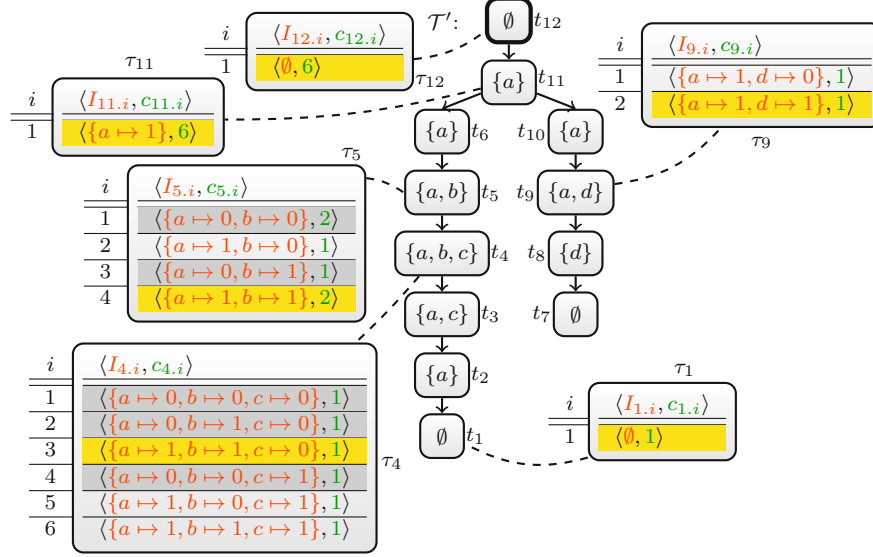 𝒯′:
∅ t₁₂
{a} t₁₁
{a} t₆
t₁₀ {a}
{a, b} t₅
t₉ {a, d}
{a, b, c} t₄
t₈ {d}
{a, c} t₃
t₇ ∅
{a} t₂
∅ t₁
i ⟨I₁₂.ᵢ, c₁₂.ᵢ⟩
1 ⟨∅, 6⟩
τ₁₂
τ₁₁
i ⟨I₁₁.ᵢ, c₁₁.ᵢ⟩
1 ⟨{a ↦ 1}, 6⟩
i ⟨I₉.ᵢ, c₉.ᵢ⟩
1 ⟨{a ↦ 1, d ↦ 0}, 1⟩
2 ⟨{a ↦ 1, d ↦ 1}, 1⟩
τ₉
τ₅
i ⟨I₅.ᵢ, c₅.ᵢ⟩
1 ⟨{a ↦ 0, b ↦ 0}, 2⟩
2 ⟨{a ↦ 1, b ↦ 0}, 1⟩
3 ⟨{a ↦ 0, b ↦ 1}, 1⟩
4 ⟨{a ↦ 1, b ↦ 1}, 2⟩
i ⟨I₄.ᵢ, c₄.ᵢ⟩
1 ⟨{a ↦ 0, b ↦ 0, c ↦ 0}, 1⟩
2 ⟨{a ↦ 0, b ↦ 1, c ↦ 0}, 1⟩
3 ⟨{a ↦ 1, b ↦ 1, c ↦ 0}, 1⟩
4 ⟨{a ↦ 0, b ↦ 0, c ↦ 1}, 1⟩
5 ⟨{a ↦ 1, b ↦ 0, c ↦ 1}, 1⟩
6 ⟨{a ↦ 1, b ↦ 1, c ↦ 1}, 1⟩
τ₄
τ₁
i ⟨I₁.ᵢ, c₁.ᵢ⟩
1 ⟨∅, 1⟩